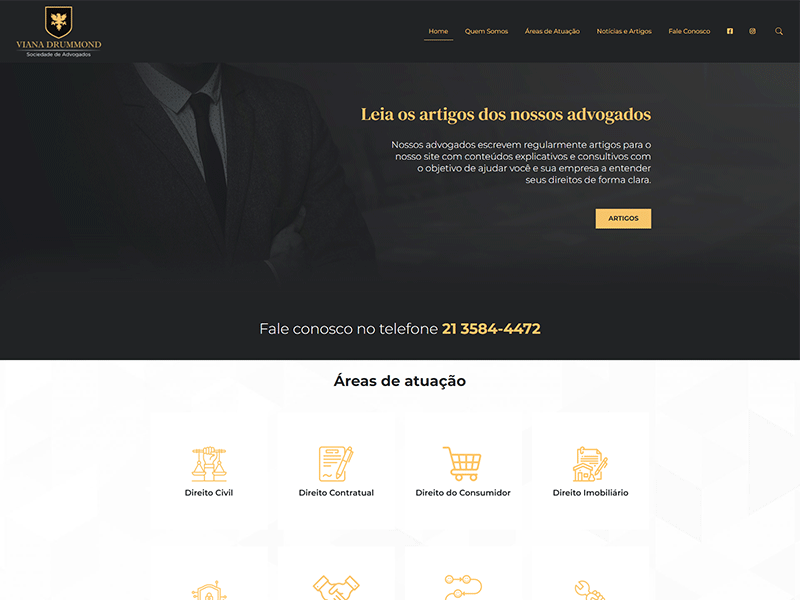 VIANA DRUMMOND
Sociedade de Advogados
Home
Quem Somos
Áreas de Atuação
Notícias e Artigos
Fale Conosco
Leia os artigos dos nossos advogados
Nossos advogados escrevem regularmente artigos para o
nosso site com conteúdos explicativos e consultivos com
o objetivo de ajudar você e sua empresa a entender
seus direitos de forma clara.
ARTIGOS
Fale conosco no telefone 21 3584-4472
Áreas de atuação
Direito Civil
Direito Contratual
Direito do Consumidor
Direito Imobiliário